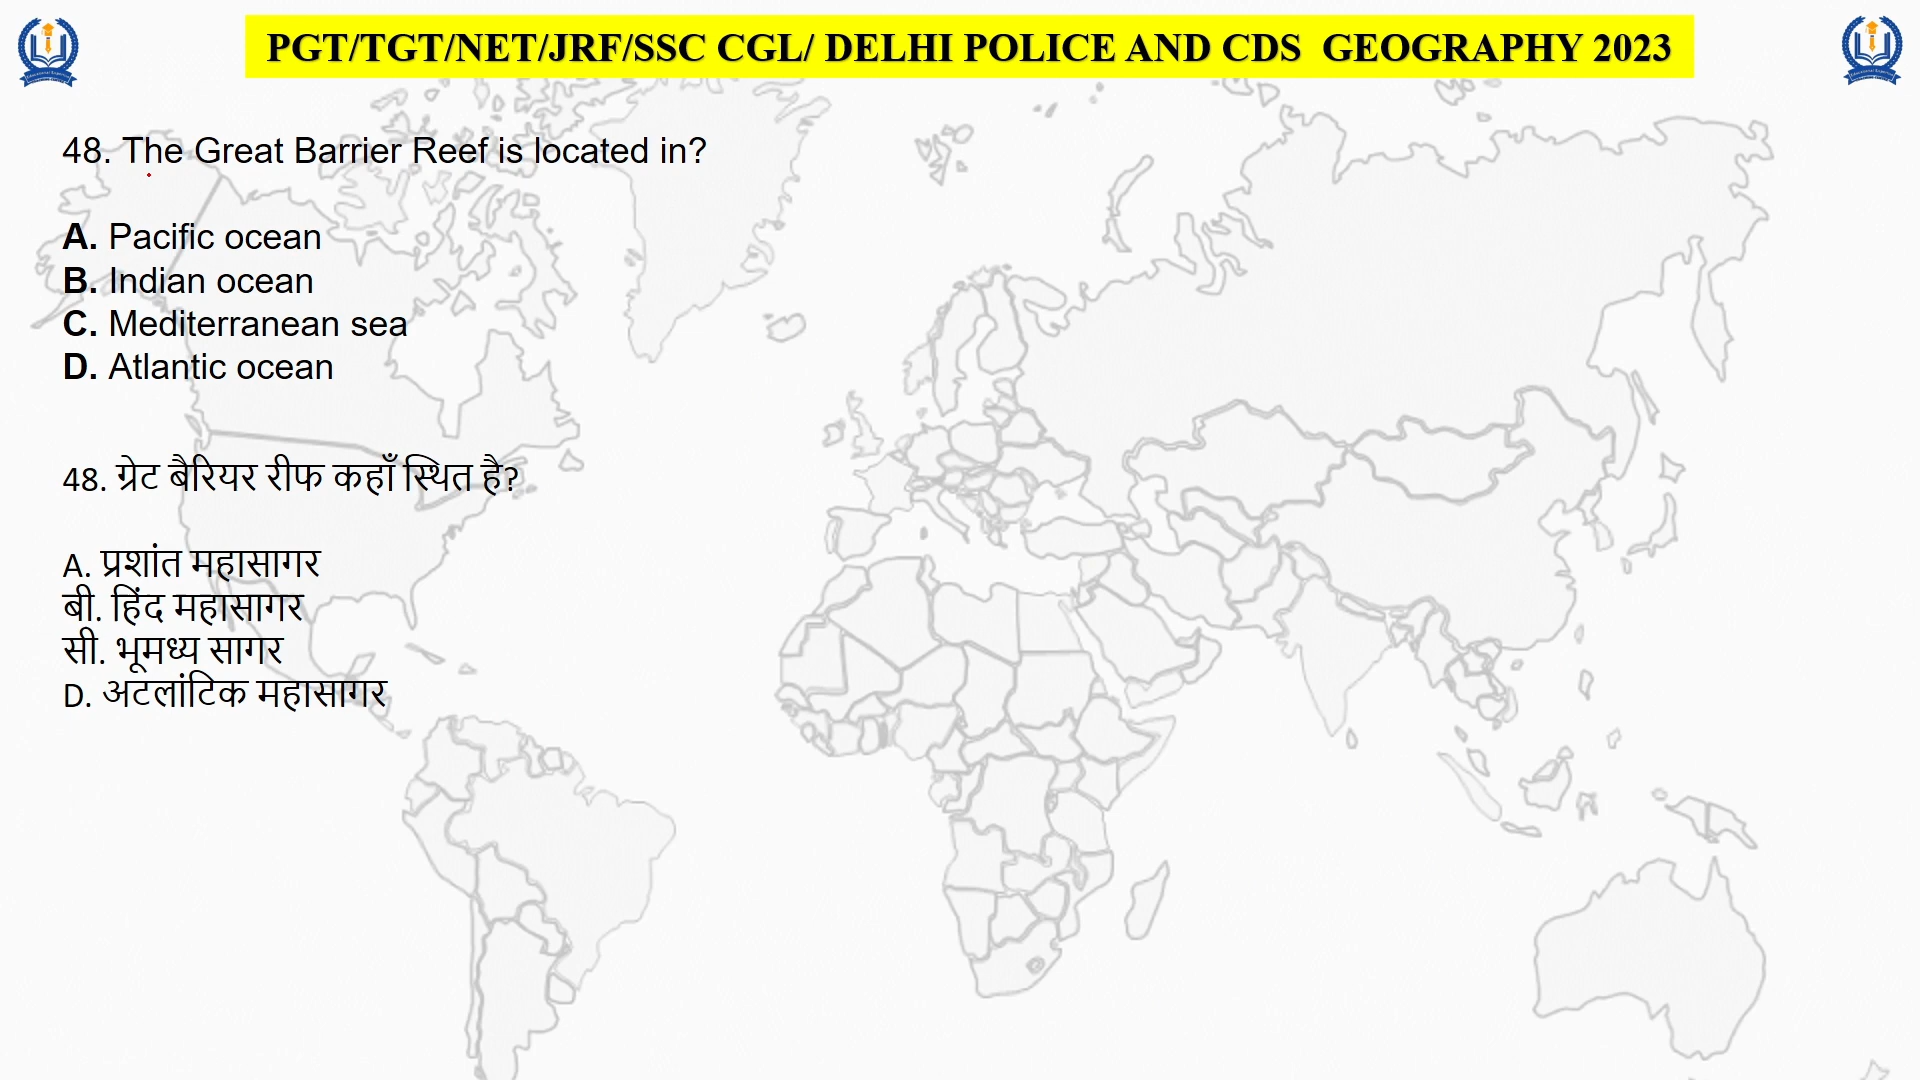 PGT/TGT/NET/JRF/SSC CGL/ DELHI POLICE AND CDS  GEOGRAPHY 2023
48. The Great Barrier Reef is located in?
A. Pacific ocean
B. Indian ocean
C. Mediterranean sea
D. Atlantic ocean
48. ग्रेट बैरियर रीफ कहाँ स्थित है?
A. प्रशांत महासागर
बी. हिंद महासागर
सी. भूमध्य सागर
D. अटलांटिक महासागर